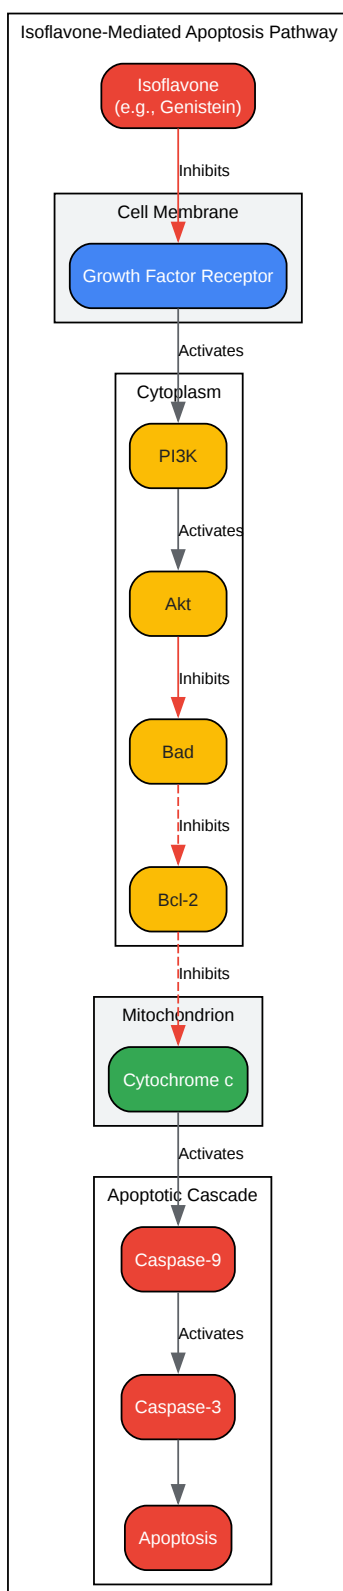 Isoflavone-Mediated Apoptosis Pathway
Isoflavone
(e.g., Genistein)
Inhibits
Cell Membrane
Growth Factor Receptor
Activates
Cytoplasm
PI3K
Activates
Akt
Inhibits
Bad
Inhibits
Bcl-2
Inhibits
Mitochondrion
Cytochrome c
Activates
Apoptotic Cascade
Caspase-9
Activates
Caspase-3
Apoptosis